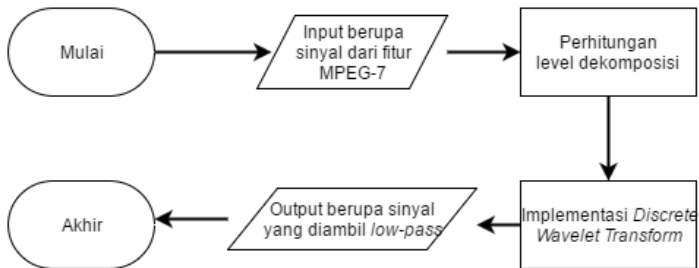 Mulai
Input berupa
sinyal dari fitur
MPEG-7
Perhitungan
level dekomposisi
Implementasi Discrete
Wavelet Transform
Output berupa sinyal
yang diambil low-pass
Akhir